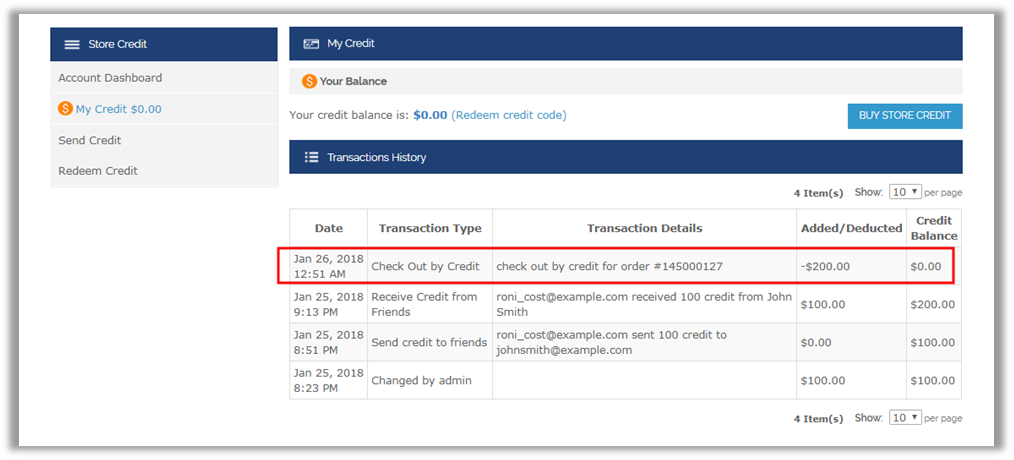 Store Credit
Account Dashboard
My Credit $0.00
Send Credit
Redeem Credit
My Credit
Your Balance
Your credit balance is: $0.00 (Redeem credit code)
BUY STORE CREDIT
Transactions History
4 Item(s) Show: 10 per page
Date Transaction Type Transaction Details Added/Deducted Credit Balance
Jan 26, 2018 12:51 AM Check Out by Credit check out by credit for order #145000127 -$200.00 $0.00
Jan 25, 2018 9:13 PM Receive Credit from Friends roni_cost@example.com received 100 credit from John Smith $100.00 $200.00
Jan 25, 2018 8:51 PM Send credit to friends roni_cost@example.com sent 100 credit to johnsmith@example.com $0.00 $100.00
Jan 25, 2018 8:23 PM Changed by admin $100.00 $100.00
4 Item(s) Show: 10 per page